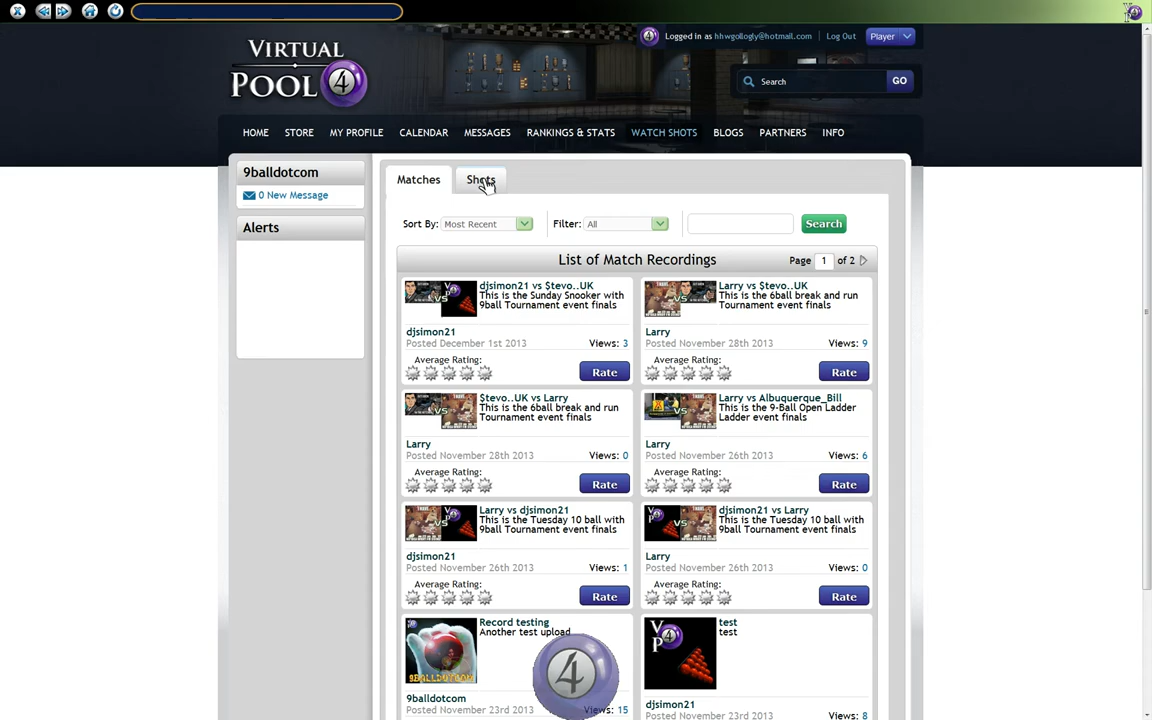 Logged in as hhwgollogly@hotmail.com
Log Out
Player
VIRTUAL
POOL 4
Search
GO
HOME
STORE
MY PROFILE
CALENDAR
MESSAGES
RANKINGS & STATS
WATCH SHOTS
BLOGS
PARTNERS
INFO
9balldotcom
0 New Message
Alerts
Matches
Shots
Sort By: Most Recent
Filter: All
Search
List of Match Recordings
Page 1 of 2
djsimon21 vs $tevo..UK
This is the Sunday Snooker with
9ball Tournament event finals
VS
djsimon21
Posted December 1st 2013
Views: 3
Average Rating:
Rate
Larry vs $tevo..UK
This is the 6ball break and run
Tournament event finals
VS
Larry
Posted November 28th 2013
Views: 9
Average Rating:
Rate
$tevo..UK vs Larry
This is the 6ball break and run
Tournament event finals
VS
Larry
Posted November 28th 2013
Views: 0
Average Rating:
Rate
Larry vs Albuquerque_Bill
This is the 9-Ball Open Ladder
Ladder event finals
VS
Larry
Posted November 26th 2013
Views: 6
Average Rating:
Rate
Larry vs djsimon21
This is the Tuesday 10 ball with
9ball Tournament event finals
VS
djsimon21
Posted November 26th 2013
Views: 1
Average Rating:
Rate
djsimon21 vs Larry
This is the Tuesday 10 ball with
9ball Tournament event finals
VS
Larry
Posted November 26th 2013
Views: 0
Average Rating:
Rate
Record testing
Another test upload
9BALLDOTCOM
9balldotcom
Posted November 23rd 2013
Views: 15
4
test
test
V
P 4
djsimon21
Posted November 23rd 2013
Views: 8